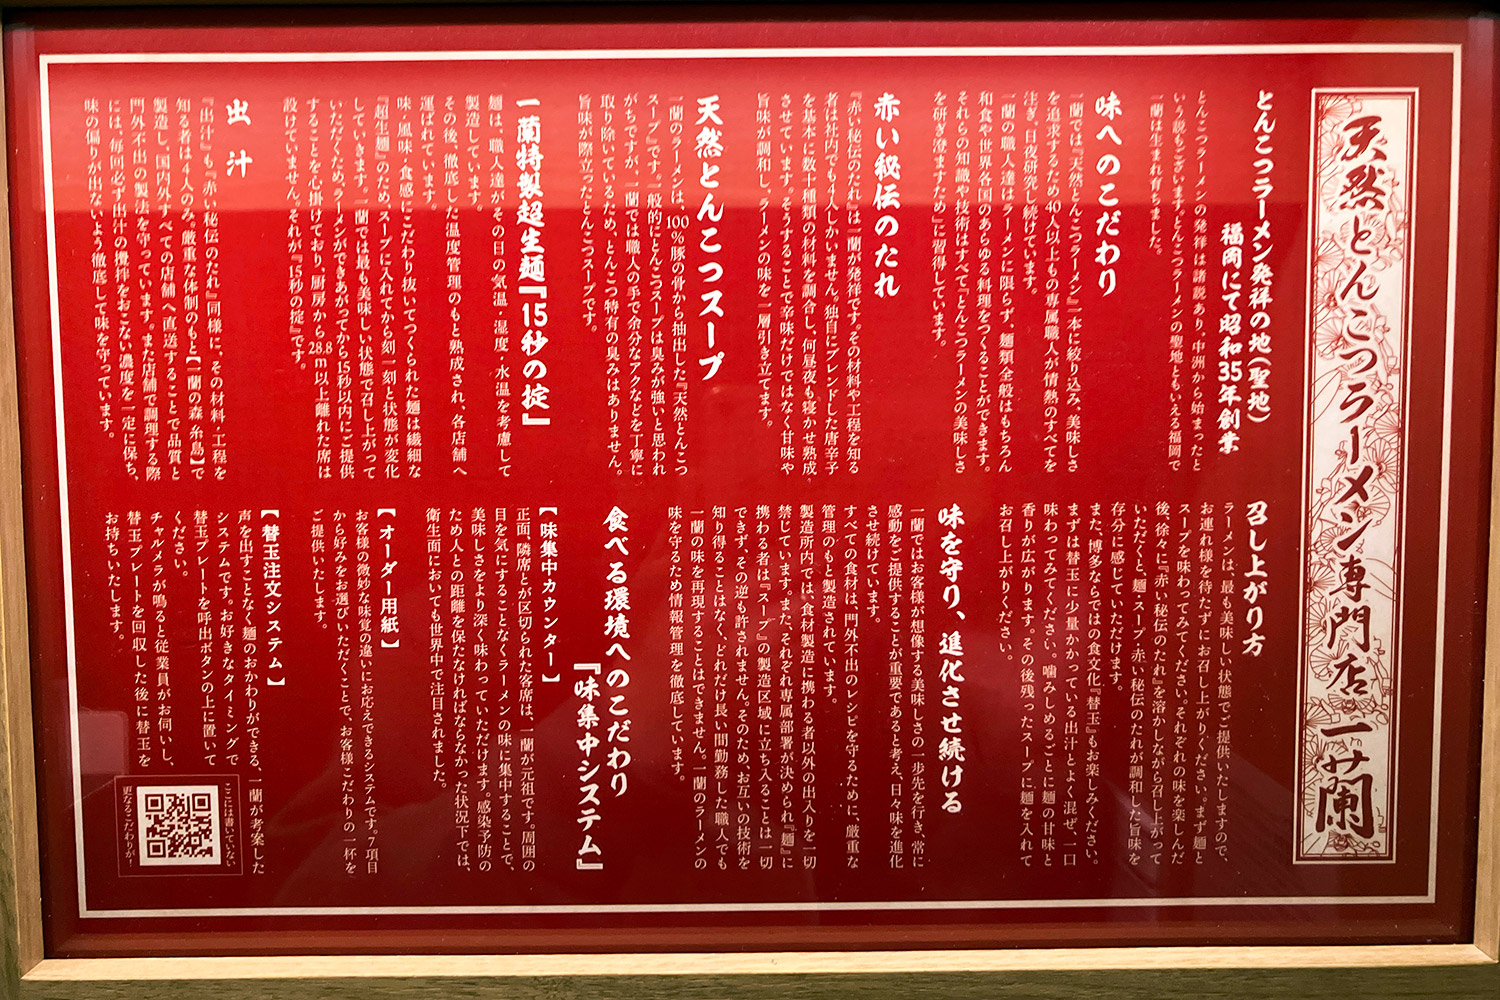 天然とんこつラーメン専門店 一蘭
とんこつラーメン発祥の地(聖地)
福岡にて昭和35年創業
とんこつラーメンの発祥は諸説あり、中洲から始まったと
いう説もございます。とんこつラーメンの聖地ともいえる福岡で
一蘭は生まれ育ちました。
味へのこだわり
一蘭では『天然とんこつラーメン』一本に絞り込み、美味しさ
を追求するため40人以上もの専属職人が情熱のすべてを
注ぎ、日夜研究し続けています。
一蘭の職人達はラーメンに限らず、麺類全般はもちろん
和食や世界各国のあらゆる料理をつくることができます。
それらの知識や技術はすべて“とんこつラーメンの美味しさ
を研ぎ澄ますため”に習得しています。
赤い秘伝のたれ
『赤い秘伝のたれ』は一蘭が発祥です。その材料や工程を知る
者は社内でも4人しかいません。独自にブレンドした唐辛子
を基本に数十種類の材料を調合し、何昼夜も寝かせ熟成
させています。そうすることで辛味だけではなく甘味や
旨味が調和し、ラーメンの味を一層引き立てます。
天然とんこつスープ
一蘭のラーメンは、100%豚の骨から抽出した『天然とんこつ
スープ』です。一般的にとんこつスープは臭みが強いと思われ
がちですが、一蘭では職人の手で余分なアクなどを丁寧に
取り除いているため、とんこつ特有の臭みはありません。
旨味が際立ったとんこつスープです。
一蘭特製超生麺『15秒の掟』
麺は、職人達がその日の気温・湿度・水温を考慮して
製造しています。
その後、徹底した温度管理のもと熟成され、各店舗へ
運ばれています。
味・風味・食感にこだわり抜いてつくられた麺は繊細な
『超生麺』のため、スープに入れてから刻一刻と状態が変化
していきます。一蘭では最も美味しい状態で召し上がって
いただくため、ラーメンができあがってから15秒以内にご提供
することを心掛けており、厨房から28.8m以上離れた席は
設けていません。それが『15秒の掟』です。
出汁
『出汁』も『赤い秘伝のたれ』同様に、その材料・工程を
知る者は4人のみ。厳重な体制のもと【一蘭の森 糸島】で
製造し、国内外すべての店舗へ直送することで品質と
門外不出の製法を守っています。また店舗で調理する際
には、毎回必ず出汁の攪拌をおこない濃度を一定に保ち、
味の偏りが出ないよう徹底して味を守っています。
召し上がり方
ラーメンは、最も美味しい状態でご提供いたしますので、
お連れ様を待たずにお召し上がりください。まず麺と
スープを味わってみてください。それぞれの味を楽しんだ
後、徐々に『赤い秘伝のたれ』を溶かしながら召し上がって
いただくと、麺・スープ・赤い秘伝のたれが調和した旨味を
存分に感じていただけます。
また、博多ならではの食文化『替玉』もお楽しみください。
まずは替玉に少量かかっている出汁とよく混ぜ、一口
味わってみてください。噛みしめるごとに麺の甘味と
香りが広がります。その後残ったスープに麺を入れて
お召し上がりください。
味を守り、進化させ続ける
一蘭ではお客様が想像する美味しさの一歩先を行き、常に
感動をご提供することが重要であると考え、日々味を進化
させ続けています。
すべての食材は、門外不出のレシピを守るために、厳重な
管理のもと製造されています。
製造所内では、食材製造に携わる者以外の出入りを一切
禁じています。また、それぞれ専属部署が決められ『麺』に
携わる者は『スープ』の製造区域に立ち入ることは一切
できず、その逆も許されません。そのため、お互いの技術を
知り得ることはなく、どれだけ長い間勤務した職人でも
一蘭の味を再現することはできません。一蘭のラーメンの
味を守るため情報管理を徹底しています。
食べる環境へのこだわり
『味集中システム』
【味集中カウンター】
正面、隣席とが区切られた客席は、一蘭が元祖です。周囲の
目を気にすることなくラーメンの味に集中することで、
美味しさをより深く味わっていただけます。感染予防の
ため人との距離を保たなければならなかった状況下では、
衛生面においても世界中で注目されました。
【オーダー用紙】
お客様の微妙な味覚の違いにお応えできるシステムです。7項目
から好みをお選びいただくことで、お客様こだわりの一杯を
ご提供いたします。
【替玉注文システム】
声を出すことなく麺のおかわりができる、一蘭が考案した
システムです。お好きなタイミングで
替玉プレートを呼出ボタンの上に置いて
ください。
チャルメラが鳴ると従業員がお伺いし、
替玉プレートを回収した後に替玉を
お持ちいたします。
ここには書いていない
更なるこだわりが!